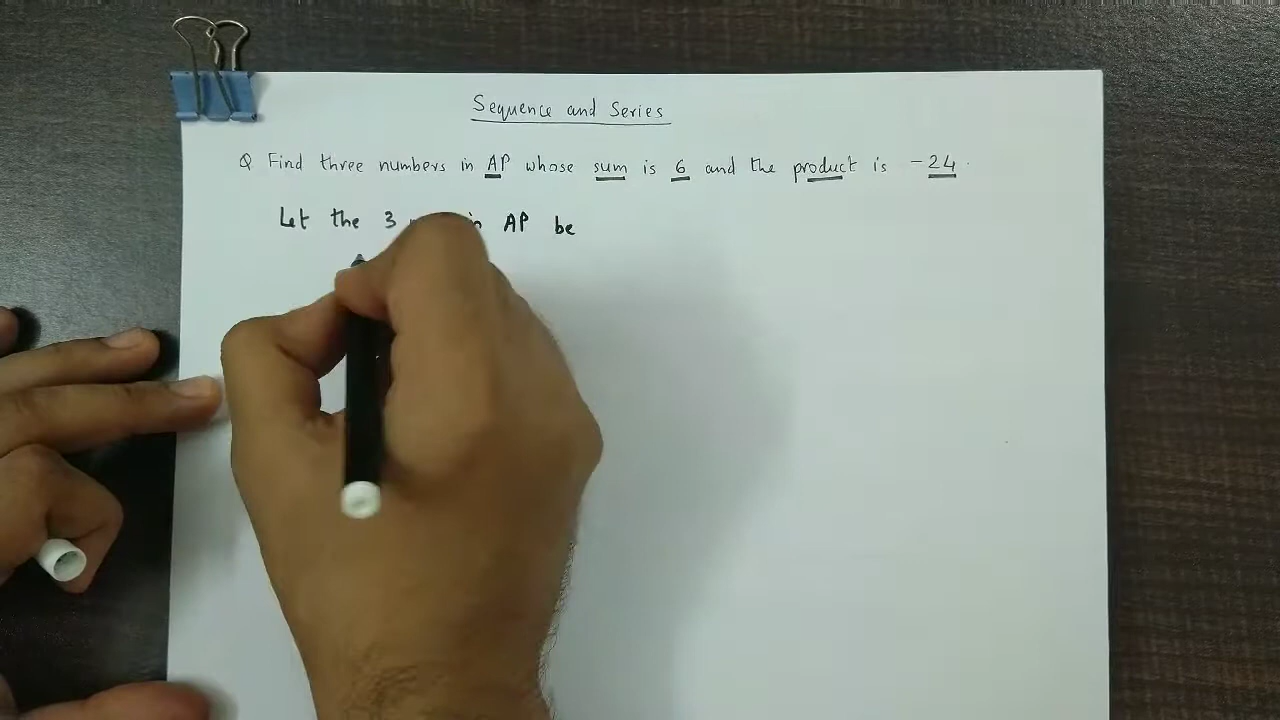 Sequence and Series
Q Find three numbers in AP whose sum is 6 and the product is -24.
Let the 3 AP be